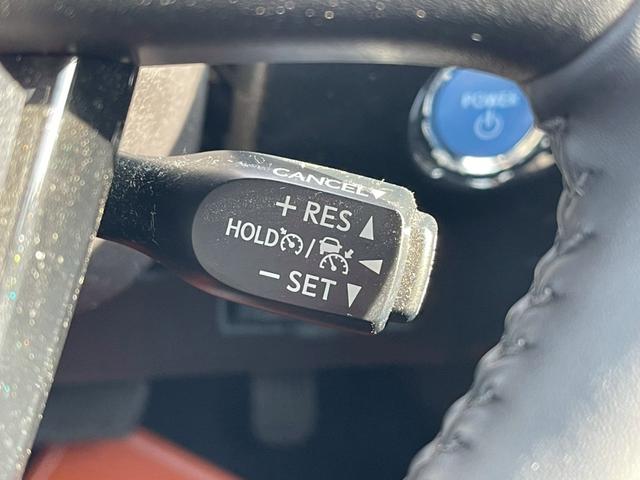 CANCEL
+ RES
HOLD /
− SET
POWER